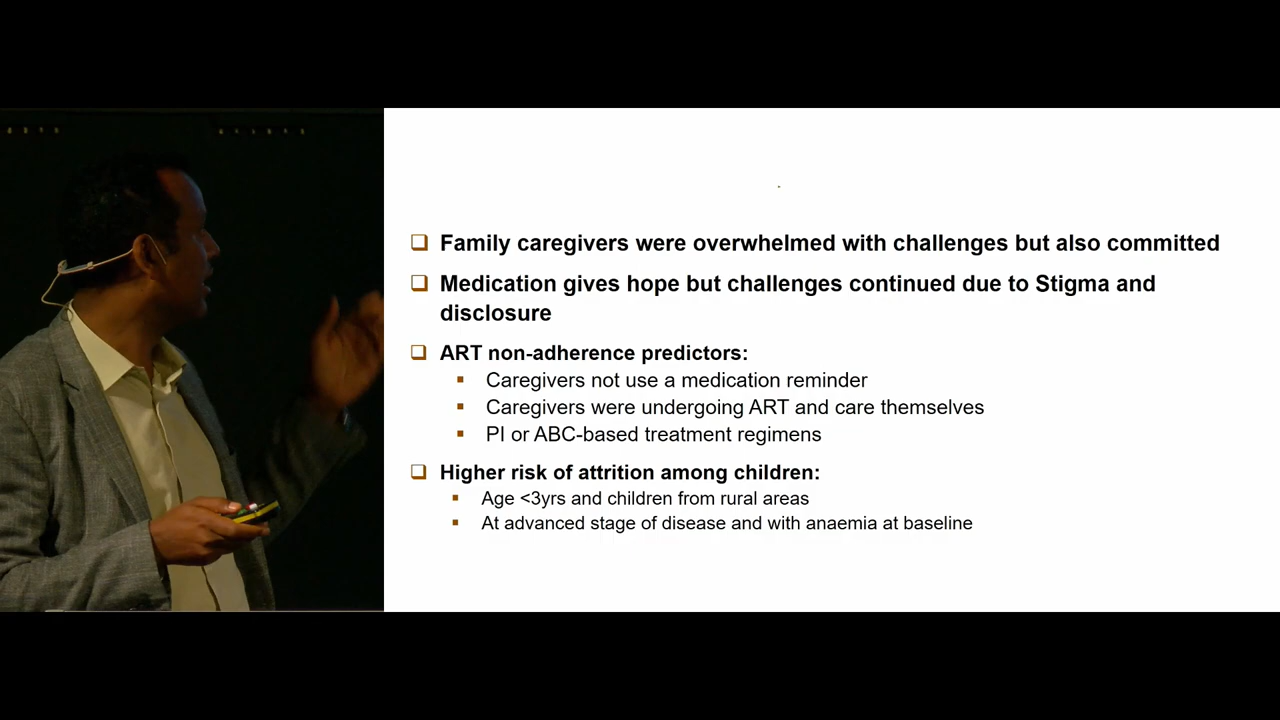 Family caregivers were overwhelmed with challenges but also committed
Medication gives hope but challenges continued due to Stigma and
disclosure
ART non-adherence predictors:
Caregivers not use a medication reminder
Caregivers were undergoing ART and care themselves
PI or ABC-based treatment regimens
Higher risk of attrition among children:
Age <3yrs and children from rural areas
At advanced stage of disease and with anaemia at baseline